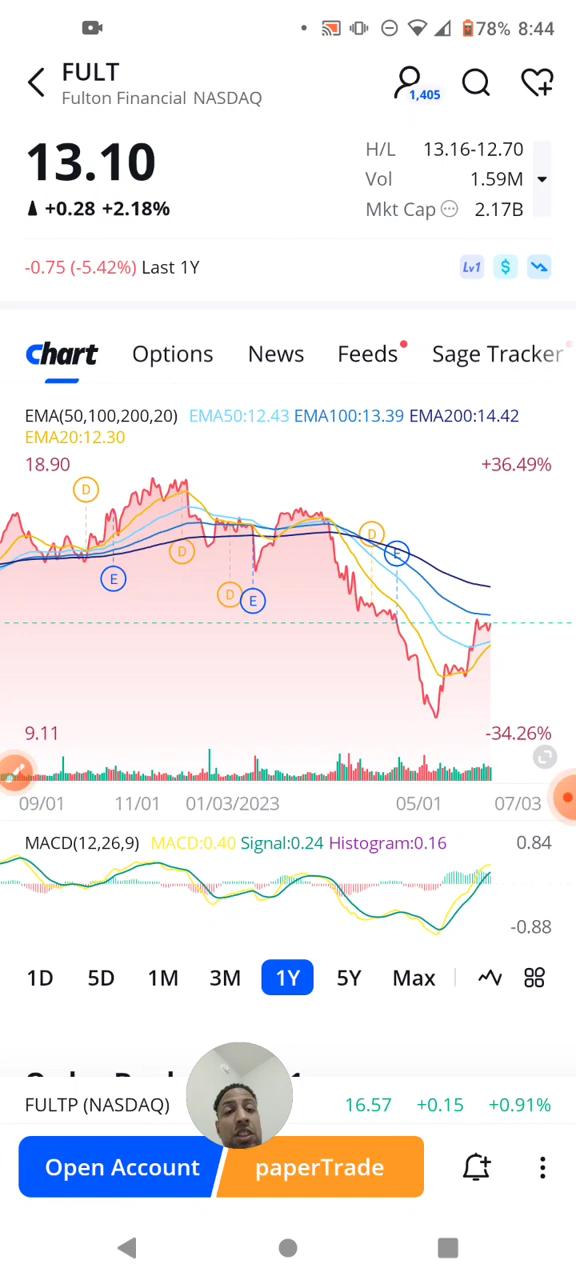 78% 8:44
FULT
Fulton Financial NASDAQ
1,405
13.10
H/L 13.16-12.70
Vol 1.59M
Mkt Cap 2.17B
+0.28 +2.18%
-0.75 (-5.42%) Last 1Y
Lv1 $
Chart Options News Feeds Sage Tracker
EMA(50,100,200,20) EMA50:12.43 EMA100:13.39 EMA200:14.42
EMA20:12.30
18.90 +36.49%
D
D
E
D
E
D
E
9.11 -34.26%
09/01 11/01 01/03/2023 05/01 07/03
MACD(12,26,9) MACD:0.40 Signal:0.24 Histogram:0.16 0.84
-0.88
1D 5D 1M 3M 1Y 5Y Max
FULTP (NASDAQ) 16.57 +0.15 +0.91%
Open Account paperTrade